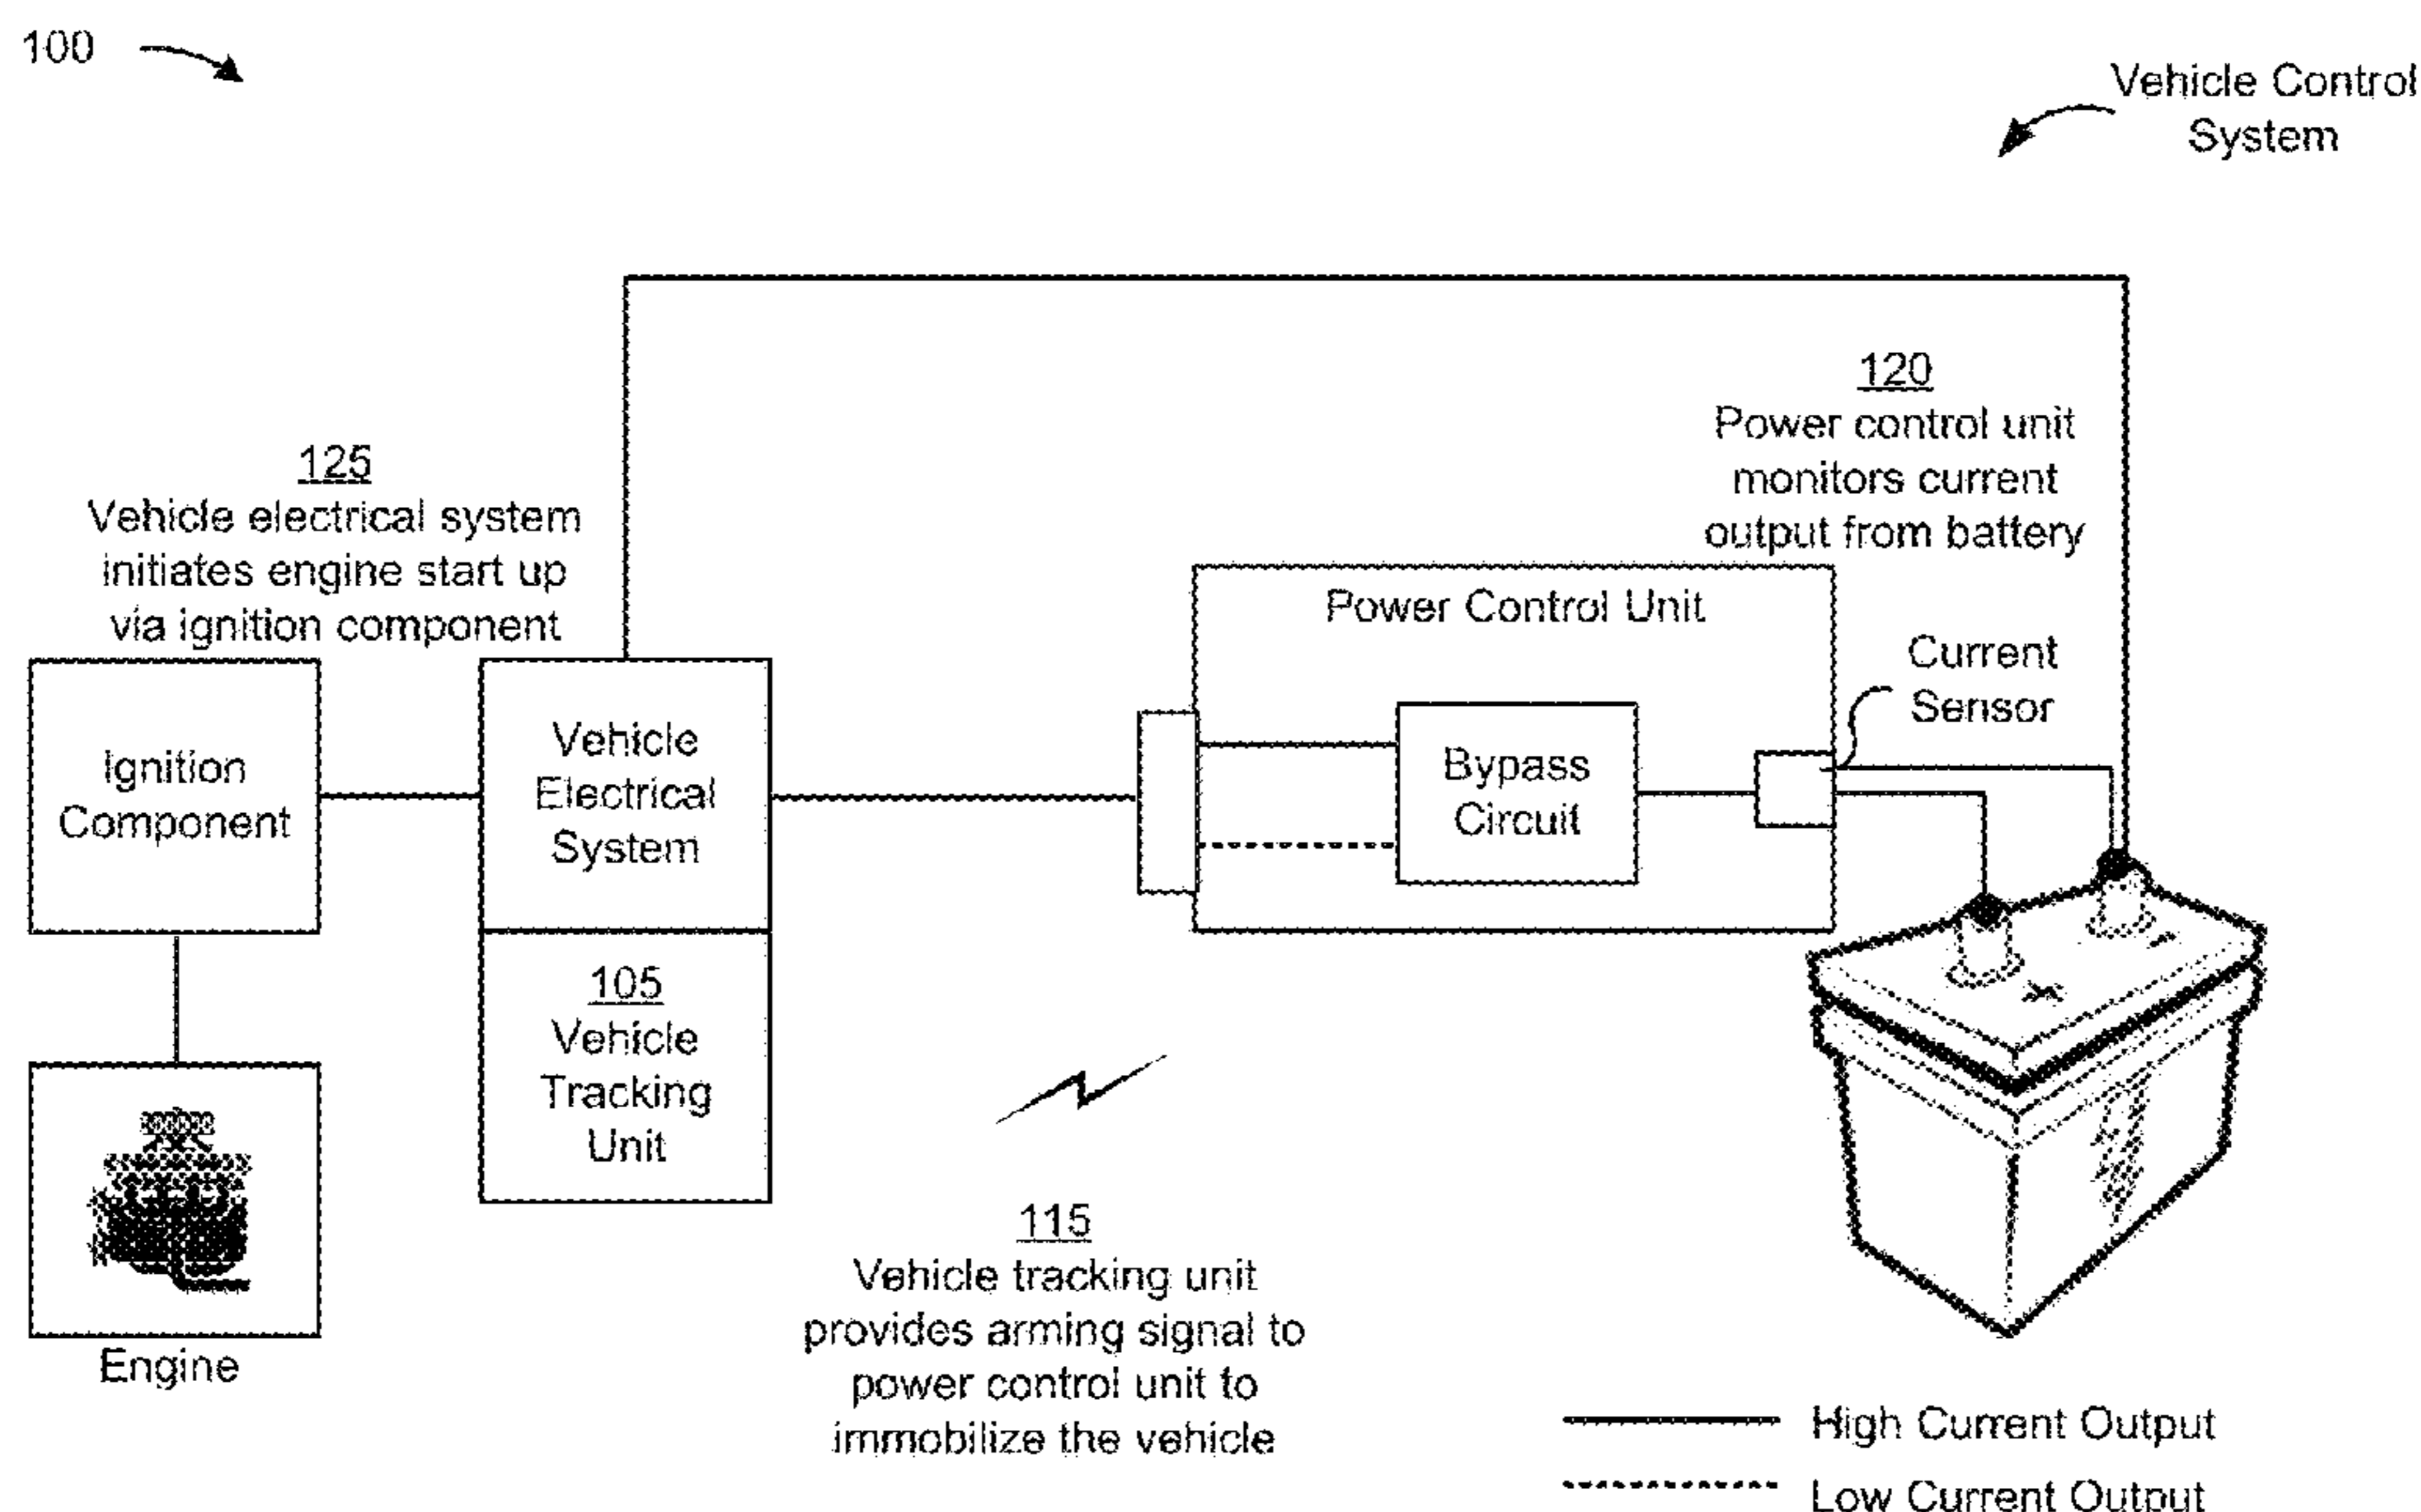 100
Vehicle Control
System
120
Power control unit
monitors current
output from battery
125
Vehicle electrical system
initiates engine start up
via ignition component
Power Control Unit
Current
Sensor
Ignition
Component
Vehicle
Electrical
System
Bypass
Circuit
105
Vehicle
Tracking
Unit
+
-
Engine
115
Vehicle tracking unit
provides arming signal to
power control unit to
immobilize the vehicle
High Current Output
Low Current Output